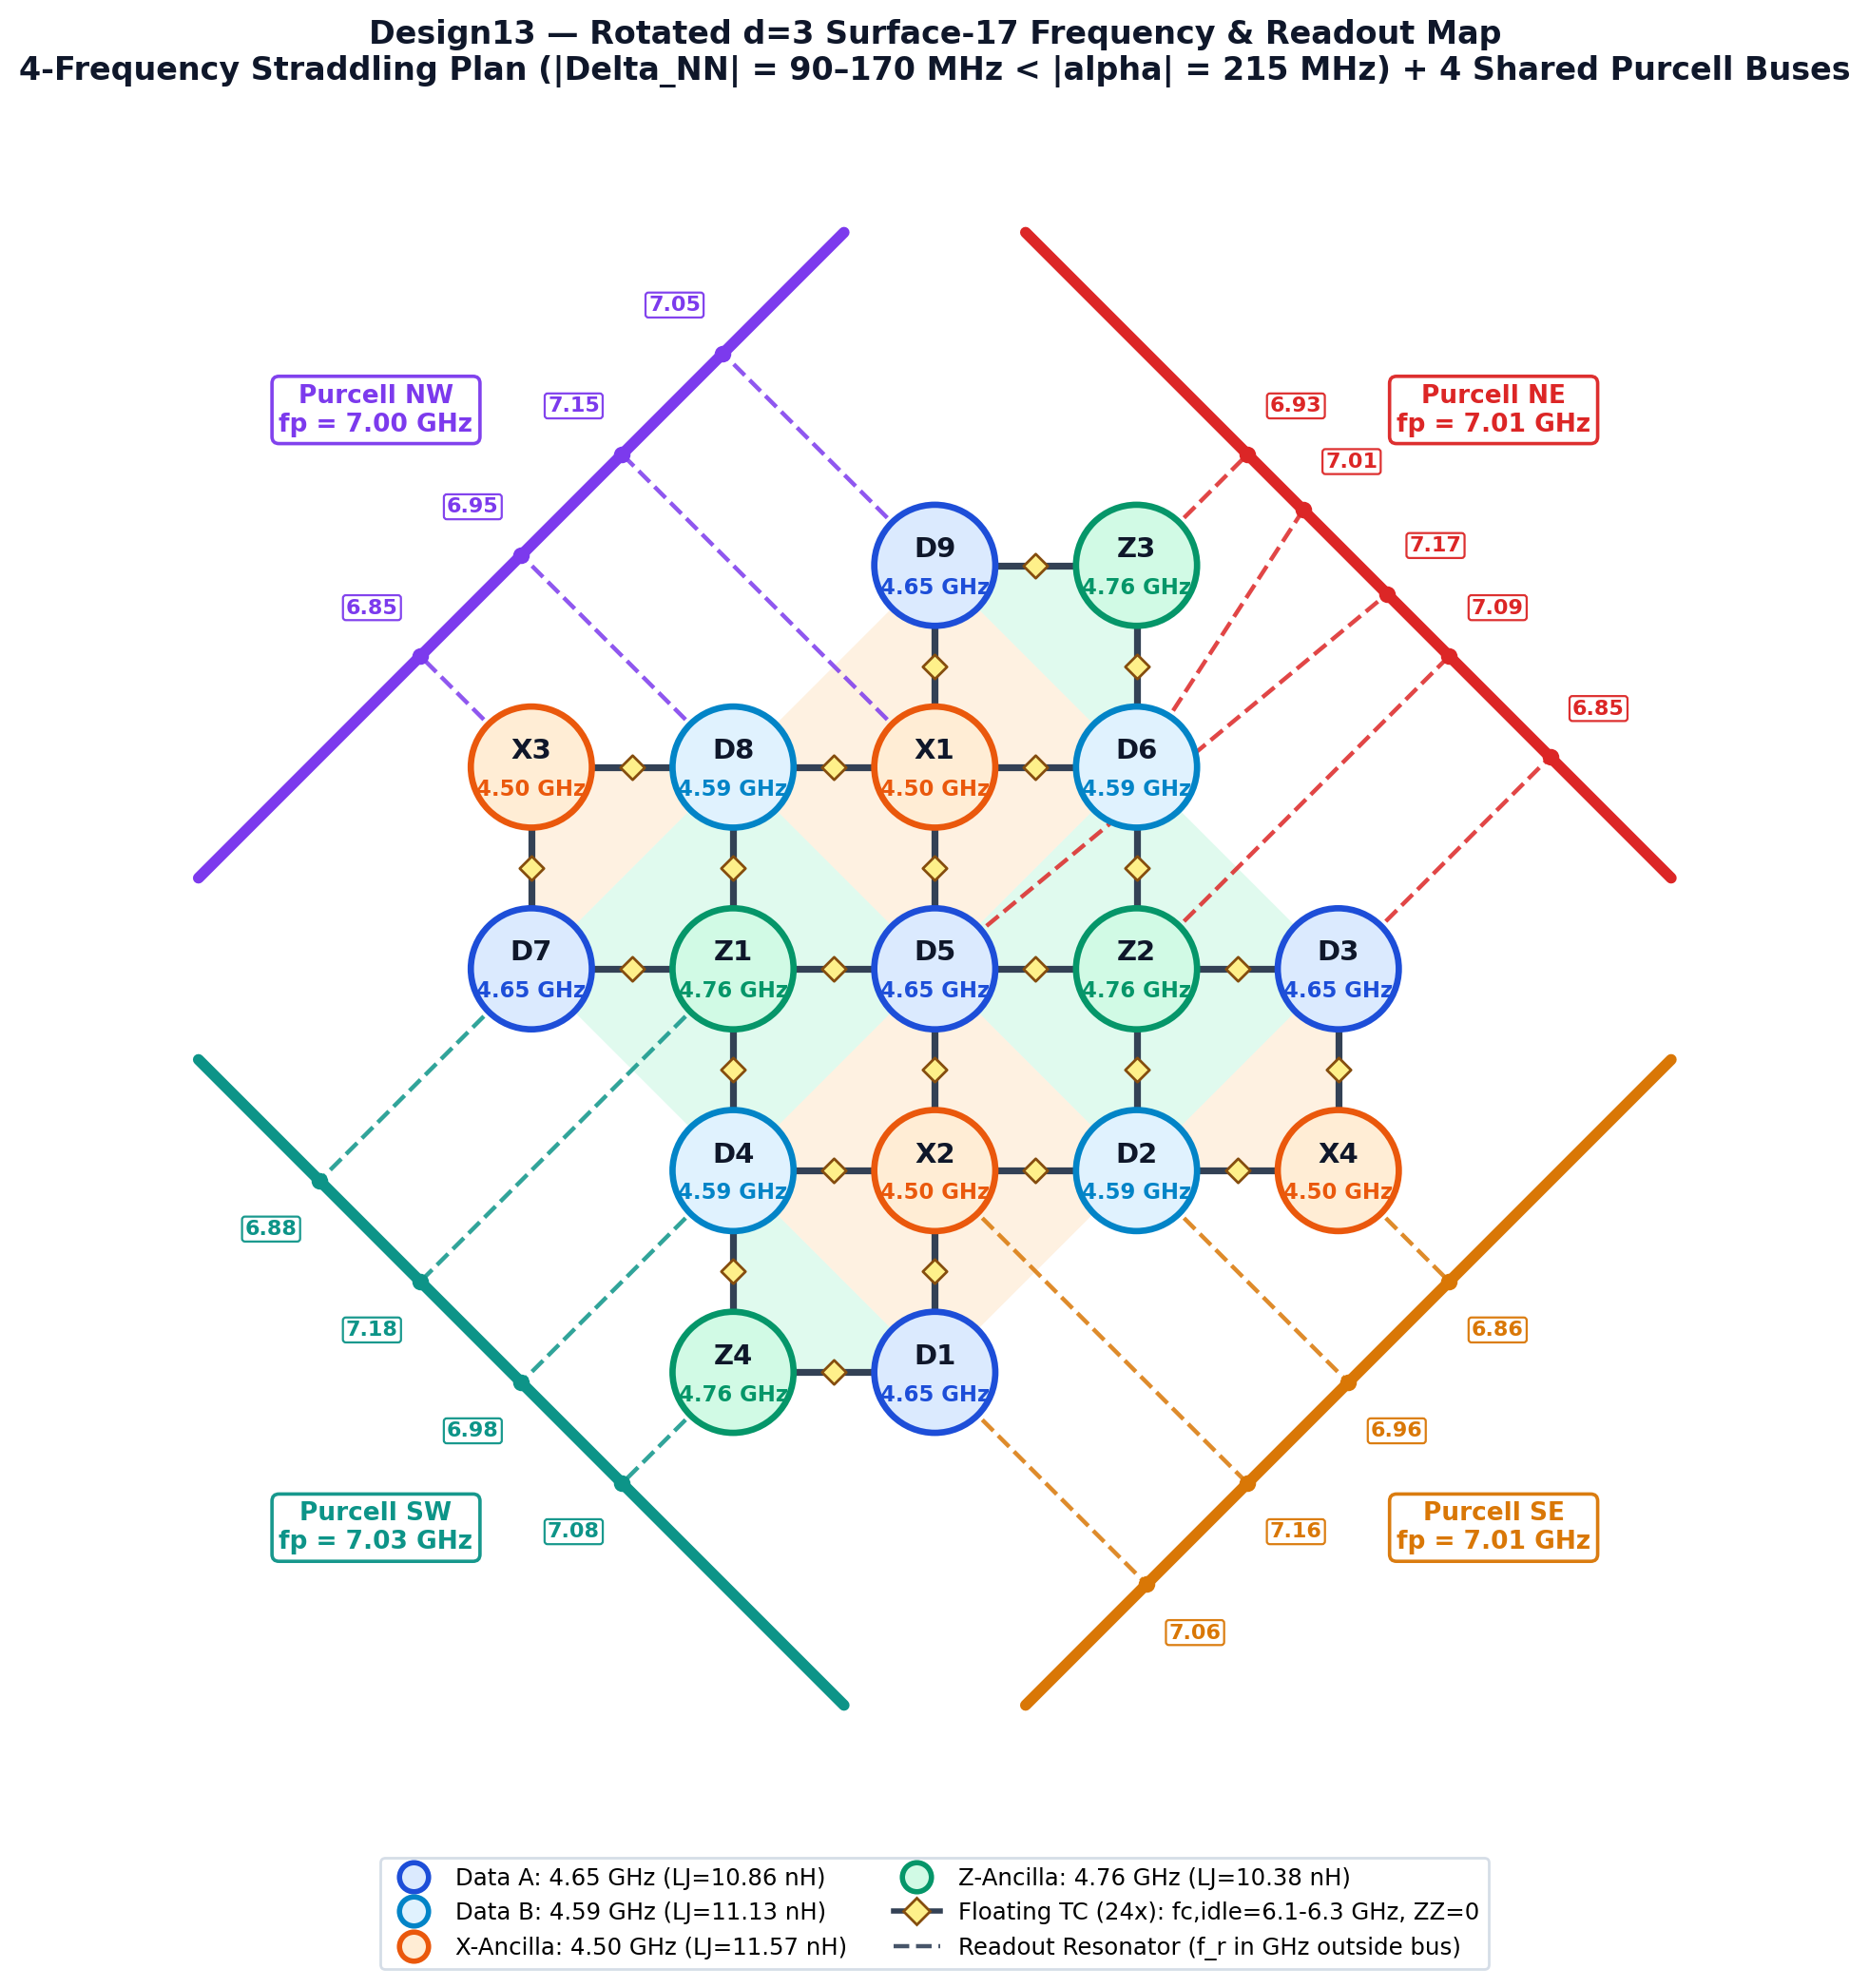 Design13 — Rotated d=3 Surface-17 Frequency & Readout Map
4-Frequency Straddling Plan (|Delta_NN| = 90–170 MHz < |alpha| = 215 MHz) + 4 Shared Purcell Buses
7.05
7.15
6.95
6.85
Purcell NW
fp = 7.00 GHz
6.93
7.01
7.17
7.09
6.85
Purcell NE
fp = 7.01 GHz
D9
4.65 GHz
Z3
4.76 GHz
X3
4.50 GHz
D8
4.59 GHz
X1
4.50 GHz
D6
4.59 GHz
D7
4.65 GHz
Z1
4.76 GHz
D5
4.65 GHz
Z2
4.76 GHz
D3
4.65 GHz
D4
4.59 GHz
X2
4.50 GHz
D2
4.59 GHz
X4
4.50 GHz
Z4
4.76 GHz
D1
4.65 GHz
6.88
7.18
6.98
7.08
Purcell SW
fp = 7.03 GHz
6.86
6.96
7.16
7.06
Purcell SE
fp = 7.01 GHz
Data A: 4.65 GHz (LJ=10.86 nH)
Data B: 4.59 GHz (LJ=11.13 nH)
X-Ancilla: 4.50 GHz (LJ=11.57 nH)
Z-Ancilla: 4.76 GHz (LJ=10.38 nH)
Floating TC (24x): fc,idle=6.1-6.3 GHz, ZZ=0
Readout Resonator (f_r in GHz outside bus)